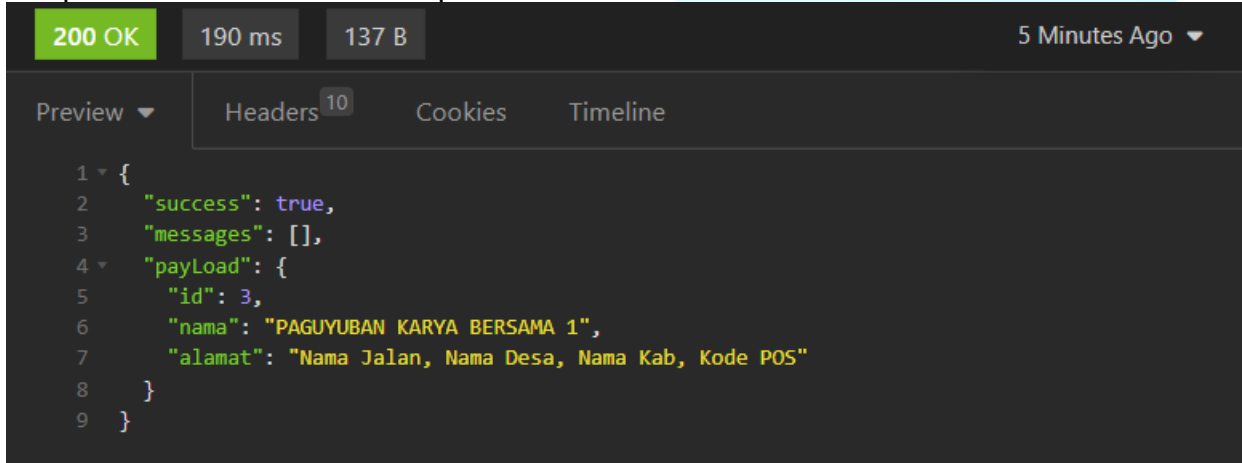 200 OK 190 ms 137 B 5 Minutes Ago
Preview Headers 10 Cookies Timeline
1 {
2 "success": true,
3 "messages": [],
4 "payLoad": {
5 "id": 3,
6 "nama": "PAGUYUBAN KARYA BERSAMA 1",
7 "alamat": "Nama Jalan, Nama Desa, Nama Kab, Kode POS"
8 }
9 }